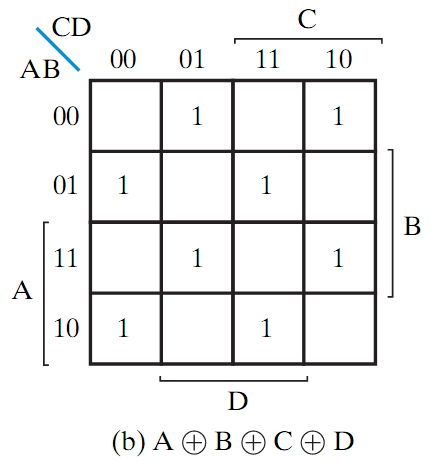 CD
C
AB
00 01 11 10
00 1 1
01 1 1
B
11 1 1
A
10 1 1
D
(b) A ⊕ B ⊕ C ⊕ D